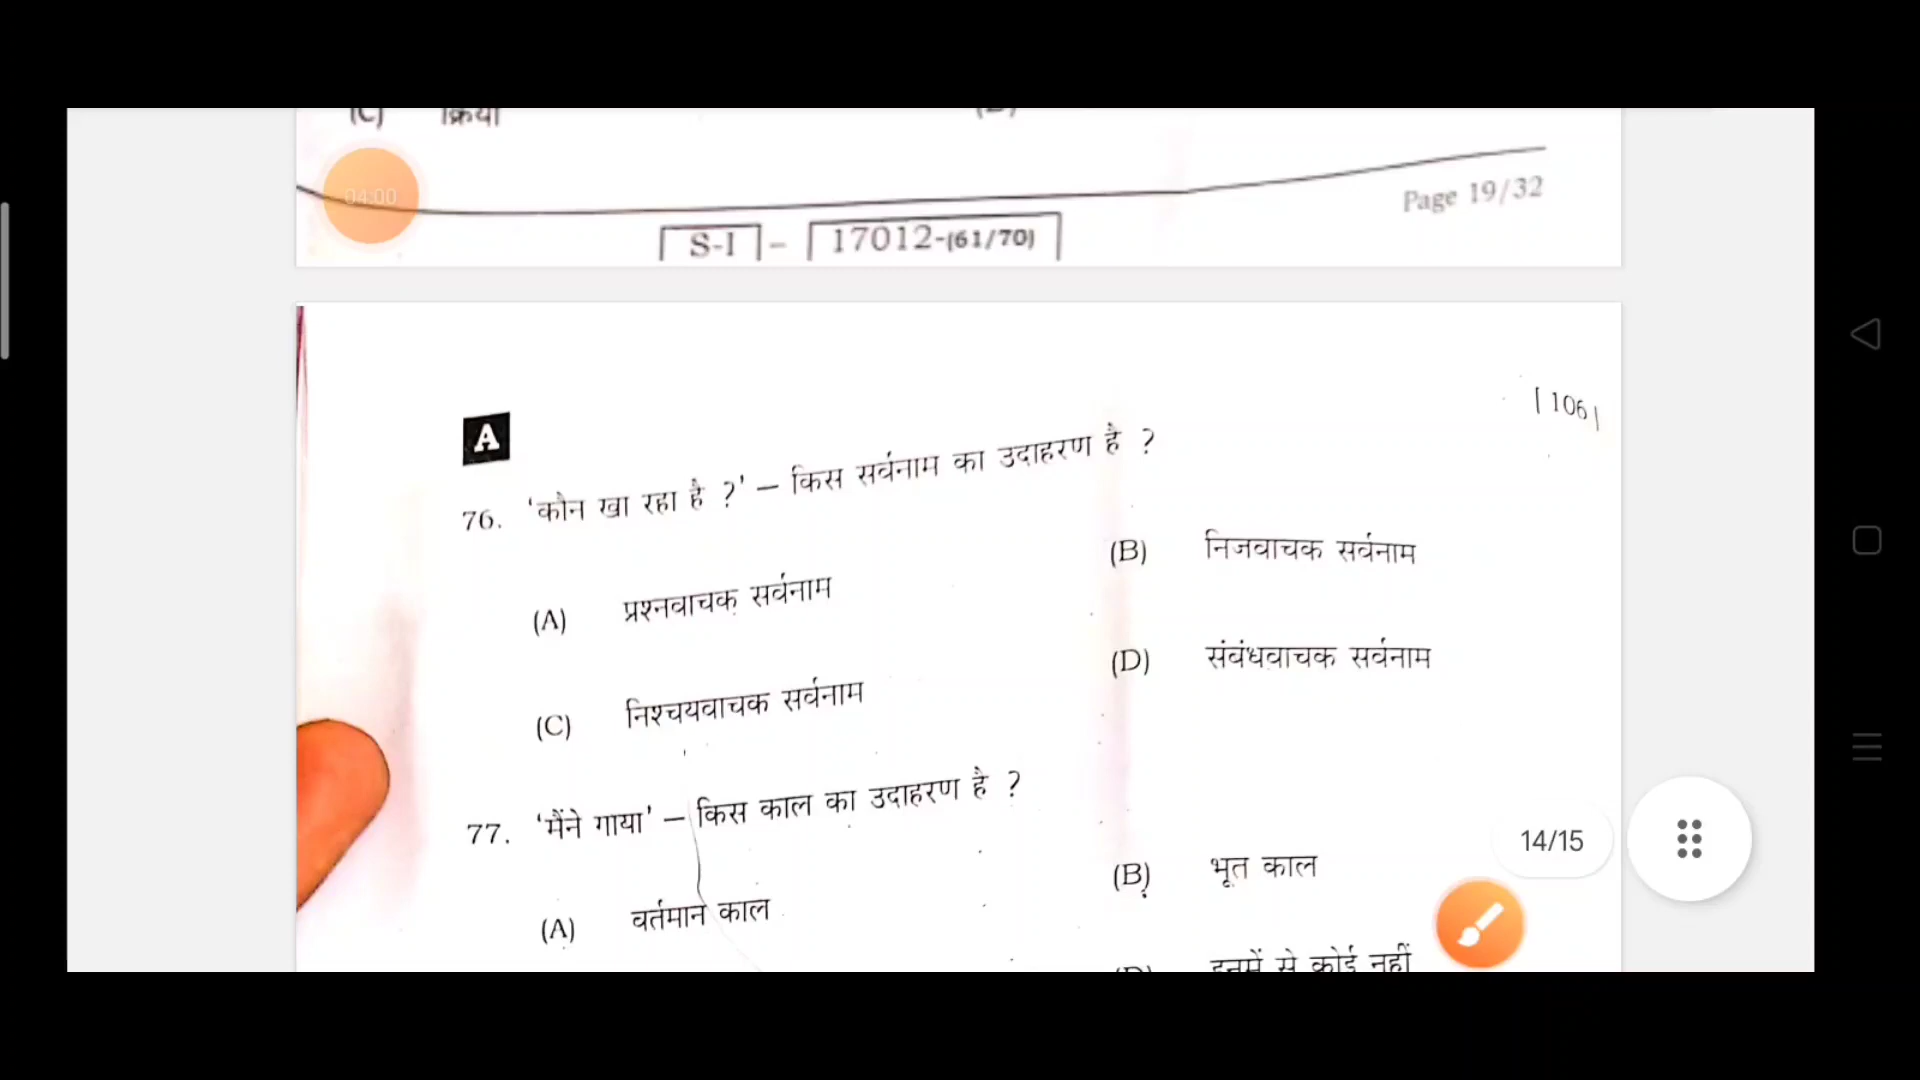 (C) क्रिया
04:00
Page 19/32
S-I - 17012-(61/70)
A
[ 106 ]
76. 'कौन खा रहा है ?' – किस सर्वनाम का उदाहरण है ?
(A) प्रश्नवाचक सर्वनाम
(B) निजवाचक सर्वनाम
(C) निश्चयवाचक सर्वनाम
(D) संबंधवाचक सर्वनाम
77. 'मैंने गाया' – किस काल का उदाहरण है ?
(A) वर्तमान काल
(B) भूत काल
(D) इनमें से कोई नहीं
14/15